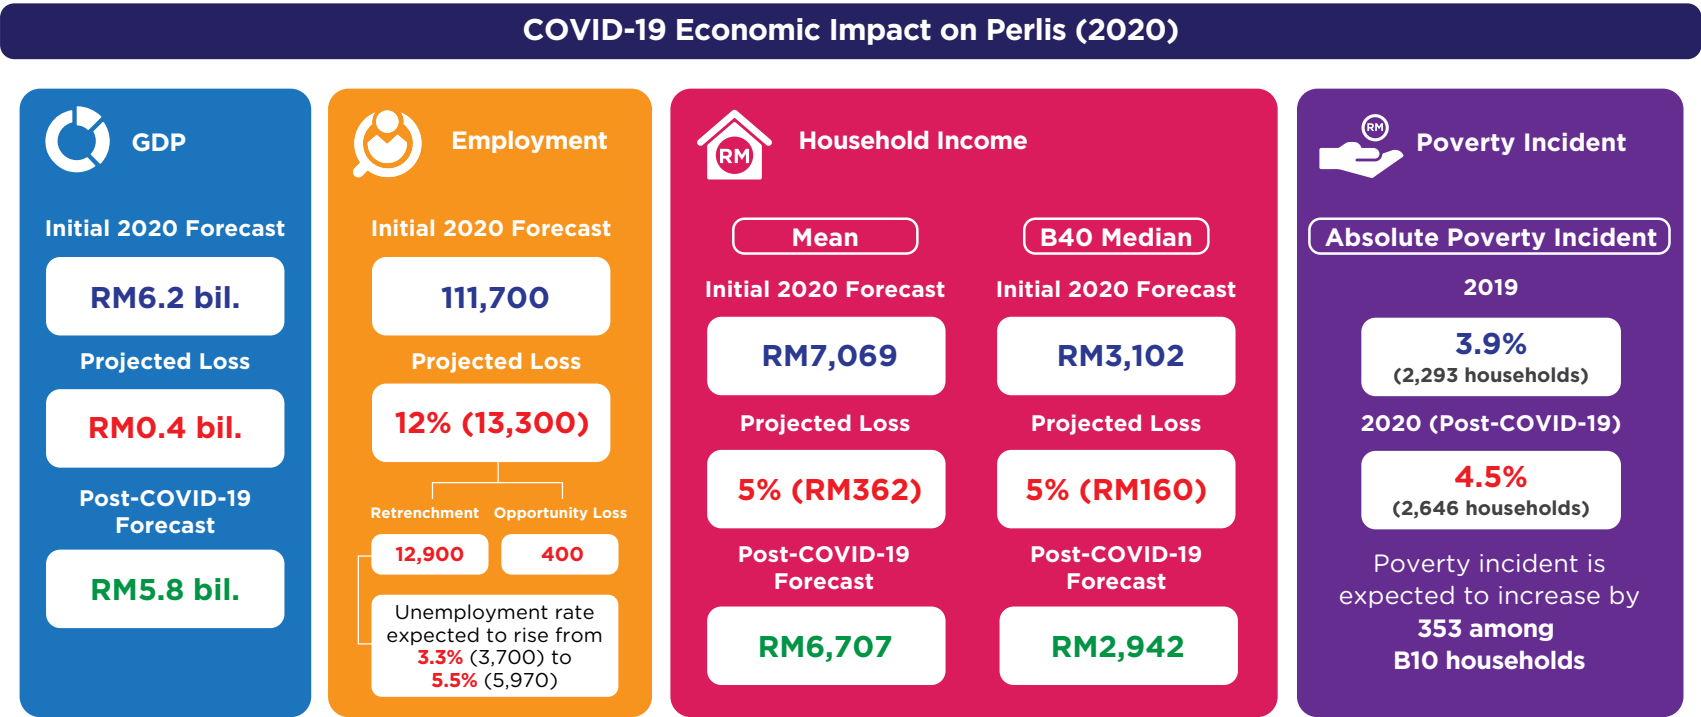 COVID-19 Economic Impact on Perlis (2020)
GDP
Initial 2020 Forecast
RM6.2 bil.
Projected Loss
RM0.4 bil.
Post-COVID-19
Forecast
RM5.8 bil.
Employment
Initial 2020 Forecast
111,700
Projected Loss
12% (13,300)
Retrenchment
12,900
Opportunity Loss
400
Unemployment rate
expected to rise from
3.3% (3,700) to
5.5% (5,970)
RM
Household Income
Mean
Initial 2020 Forecast
RM7,069
Projected Loss
5% (RM362)
Post-COVID-19
Forecast
RM6,707
B40 Median
Initial 2020 Forecast
RM3,102
Projected Loss
5% (RM160)
Post-COVID-19
Forecast
RM2,942
RM
Poverty Incident
Absolute Poverty Incident
2019
3.9%
(2,293 households)
2020 (Post-COVID-19)
4.5%
(2,646 households)
Poverty incident is
expected to increase by
353 among
B10 households